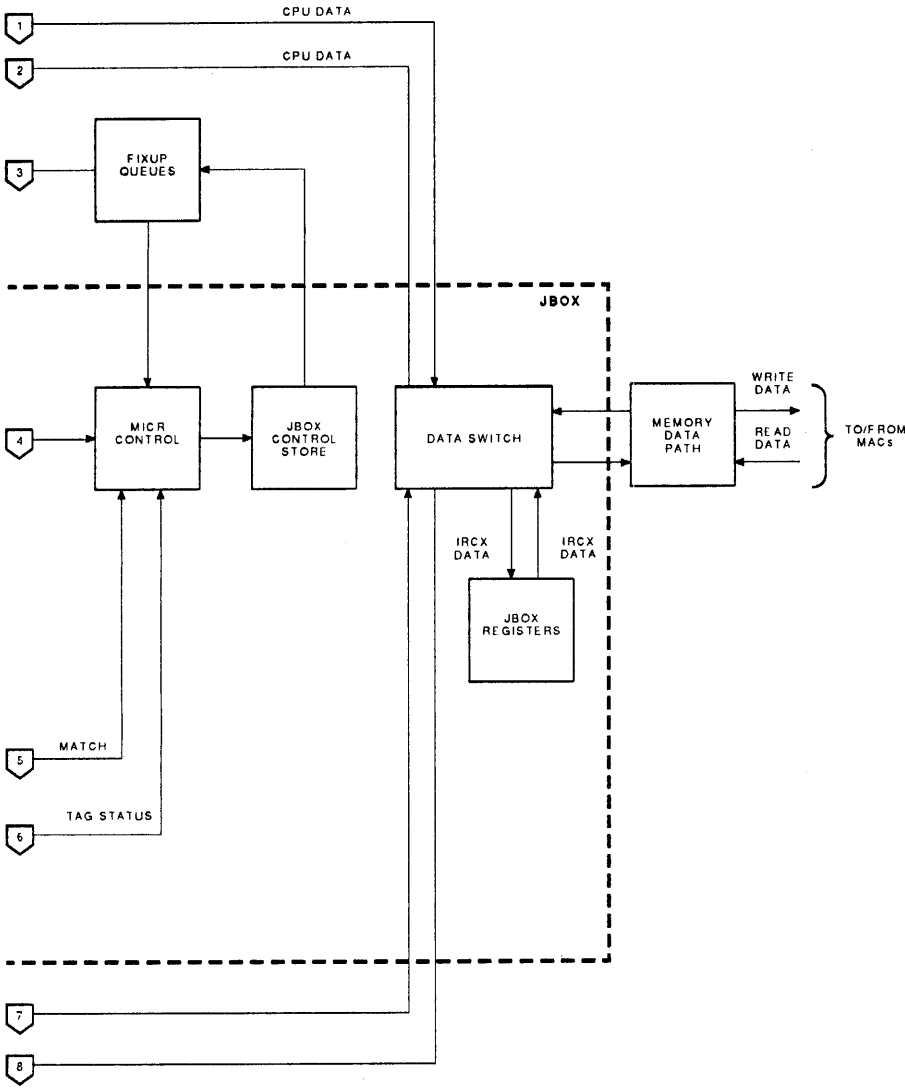 1
CPU DATA
2
CPU DATA
3
FIXUP
QUEUES
JBOX
4
MICR
CONTROL
JBOX
CONTROL
STORE
DATA SWITCH
MEMORY
DATA
PATH
WRITE
DATA
READ
DATA
TO/FROM
MACs
IRCX
DATA
IRCX
DATA
JBOX
REGISTERS
5
MATCH
6
TAG STATUS
7
8